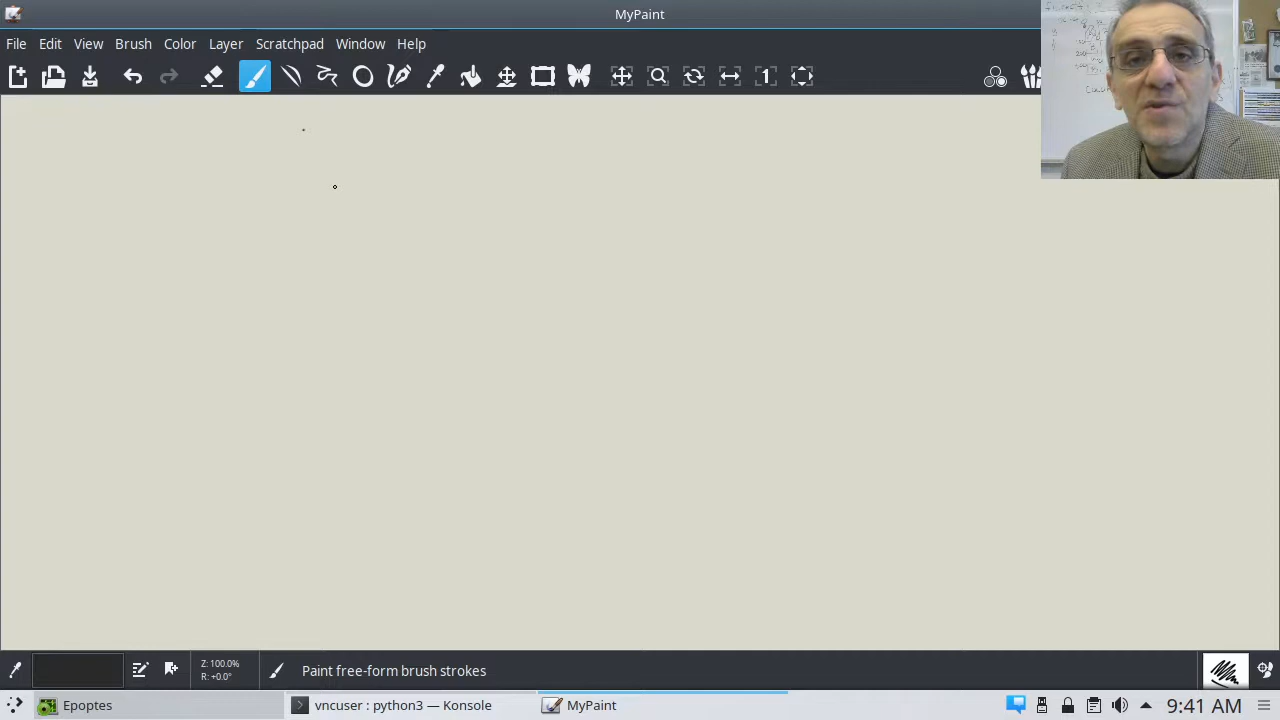 MyPaint
File Edit View Brush Color Layer Scratchpad Window Help
1
Z: 100.0%
R: +0.0°
Paint free-form brush strokes
Epoptes
vncuser : python3 — Konsole
MyPaint
9:41 AM